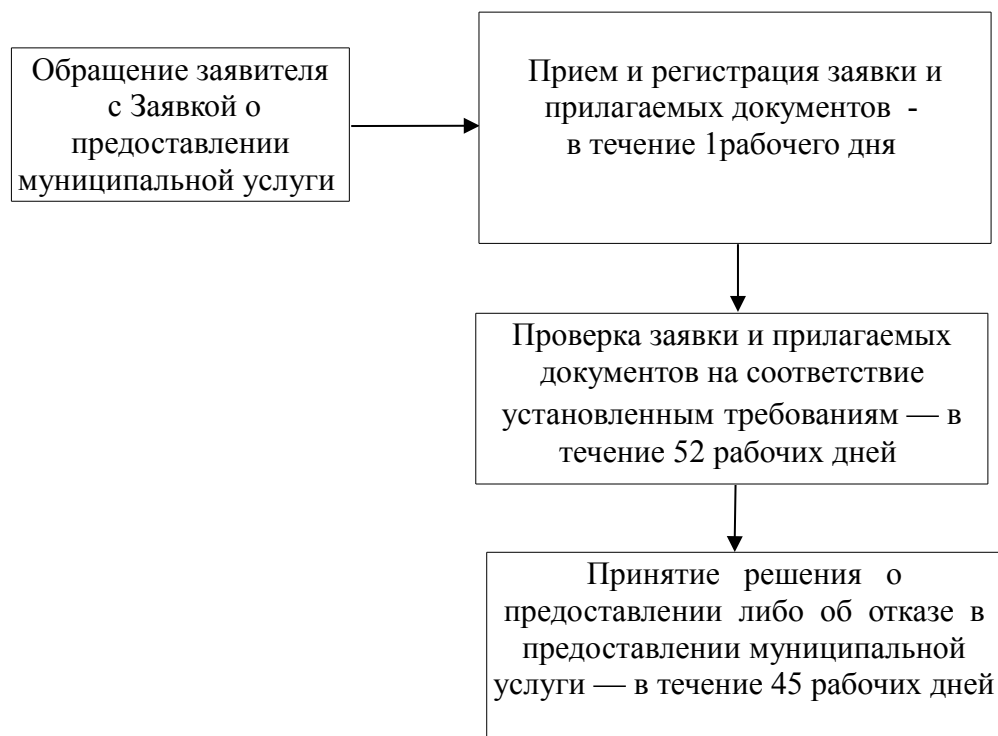 Обращение заявителя
с Заявкой о
предоставлении
муниципальной услуги
Прием и регистрация заявки и
прилагаемых документов -
в течение 1рабочего дня
Проверка заявки и прилагаемых
документов на соответствие
установленным требованиям — в
течение 52 рабочих дней
Принятие решения о
предоставлении либо об отказе в
предоставлении муниципальной
услуги — в течение 45 рабочих дней